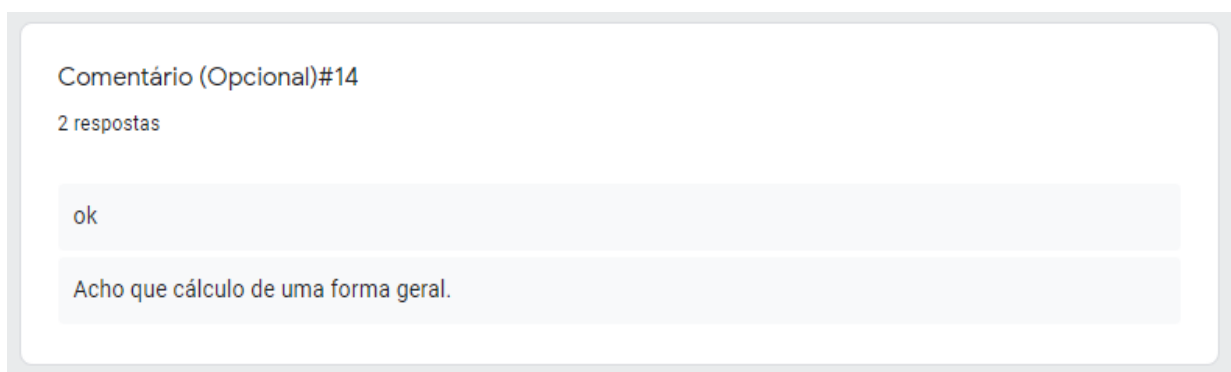 Comentário (Opcional)#14
2 respostas
ok
Acho que cálculo de uma forma geral.